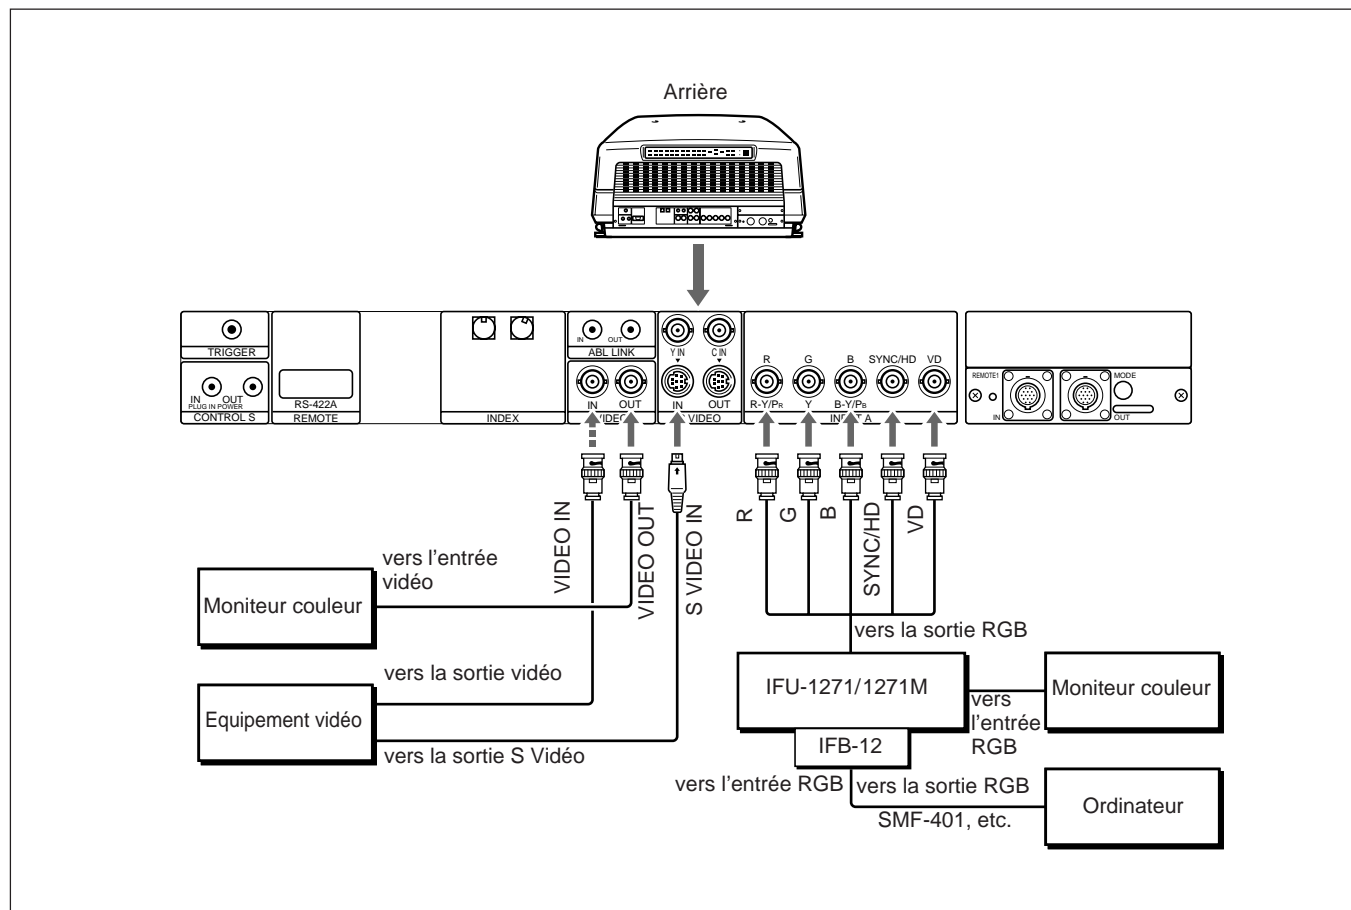 Arrière
TRIGGER
IN OUT
PLUG IN POWER
CONTROL S
RS-422A
REMOTE
INDEX
IN OUT
ABL LINK
IN OUT
VIDEO
Y IN C IN
IN OUT
VIDEO
R G B SYNC/HD VD
R-Y/PR Y B-Y/PB
INPUT A
REMOTE1
IN
MODE
OUT
VIDEO IN
VIDEO OUT
S VIDEO IN
R
G
B
SYNC/HD
VD
vers l'entrée
vidéo
Moniteur couleur
vers la sortie vidéo
Equipement vidéo
vers la sortie S Vidéo
vers la sortie RGB
IFU-1271/1271M
IFB-12
Moniteur couleur
vers
l'entrée
RGB
vers l'entrée RGB
vers la sortie RGB
SMF-401, etc.
Ordinateur